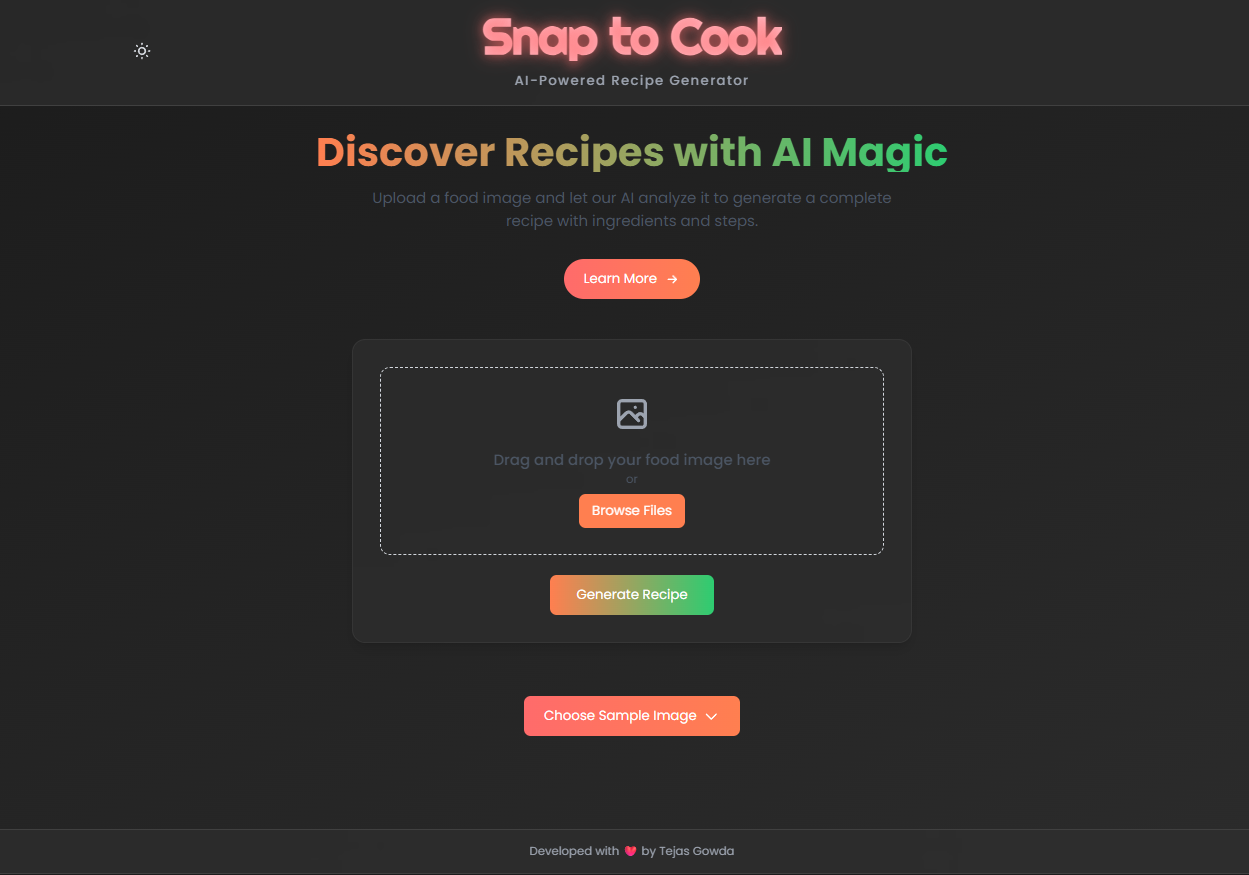 Snap to Cook
AI-Powered Recipe Generator
Discover Recipes with AI Magic
Upload a food image and let our AI analyze it to generate a complete
recipe with ingredients and steps.
Learn More →
Drag and drop your food image here
or
Browse Files
Generate Recipe
Choose Sample Image
Developed with ❤️ by Tejas Gowda